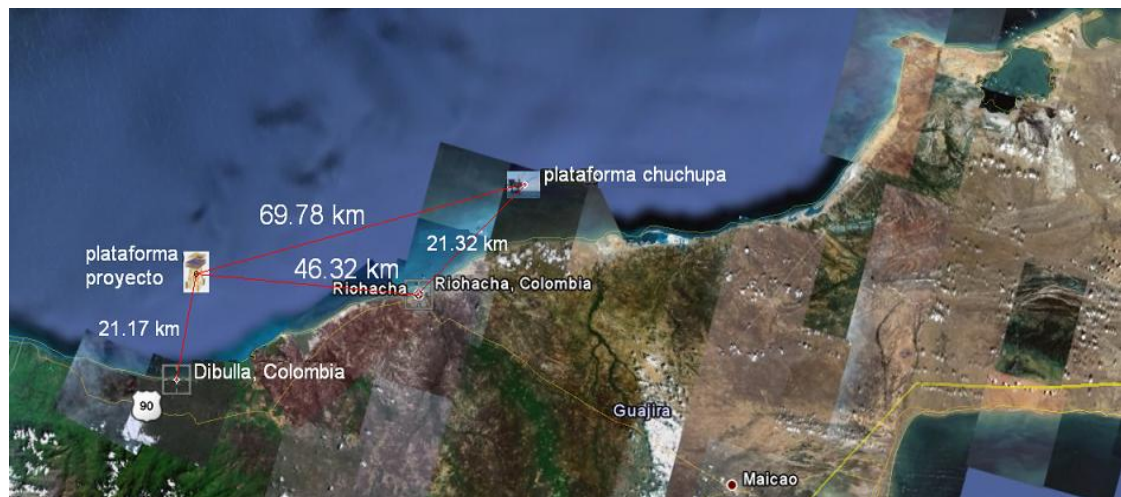 plataforma chuchupa
69.78 km
21.32 km
plataforma
proyecto
46.32 km
Riohacha
Riohacha, Colombia
21.17 km
Dibulla, Colombia
90
Guajira
Maicao